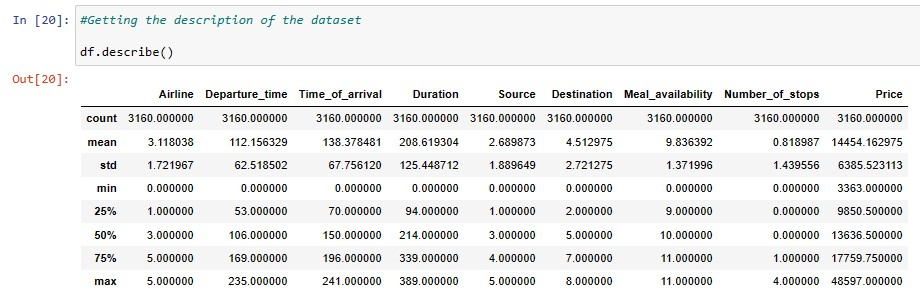 In [20]: #Getting the description of the dataset
df.describe()
Out[20]:
Airline Departure_time Time_of_arrival Duration Source Destination Meal_availability Number_of_stops Price
count 3160.000000 3160.000000 3160.000000 3160.000000 3160.000000 3160.000000 3160.000000 3160.000000 3160.000000
mean 3.118038 112.156329 138.378481 208.619304 2.689873 4.512975 9.836392 0.818987 14454.162975
std 1.721967 62.518502 67.756120 125.448712 1.889649 2.721275 1.371996 1.439556 6385.523113
min 0.000000 0.000000 0.000000 0.000000 0.000000 0.000000 0.000000 0.000000 3363.000000
25% 1.000000 53.000000 70.000000 94.000000 1.000000 2.000000 9.000000 0.000000 9850.500000
50% 3.000000 106.000000 150.000000 214.000000 3.000000 5.000000 10.000000 0.000000 13636.500000
75% 5.000000 169.000000 196.000000 339.000000 4.000000 7.000000 11.000000 1.000000 17759.750000
max 5.000000 235.000000 241.000000 389.000000 5.000000 8.000000 11.000000 4.000000 48597.000000